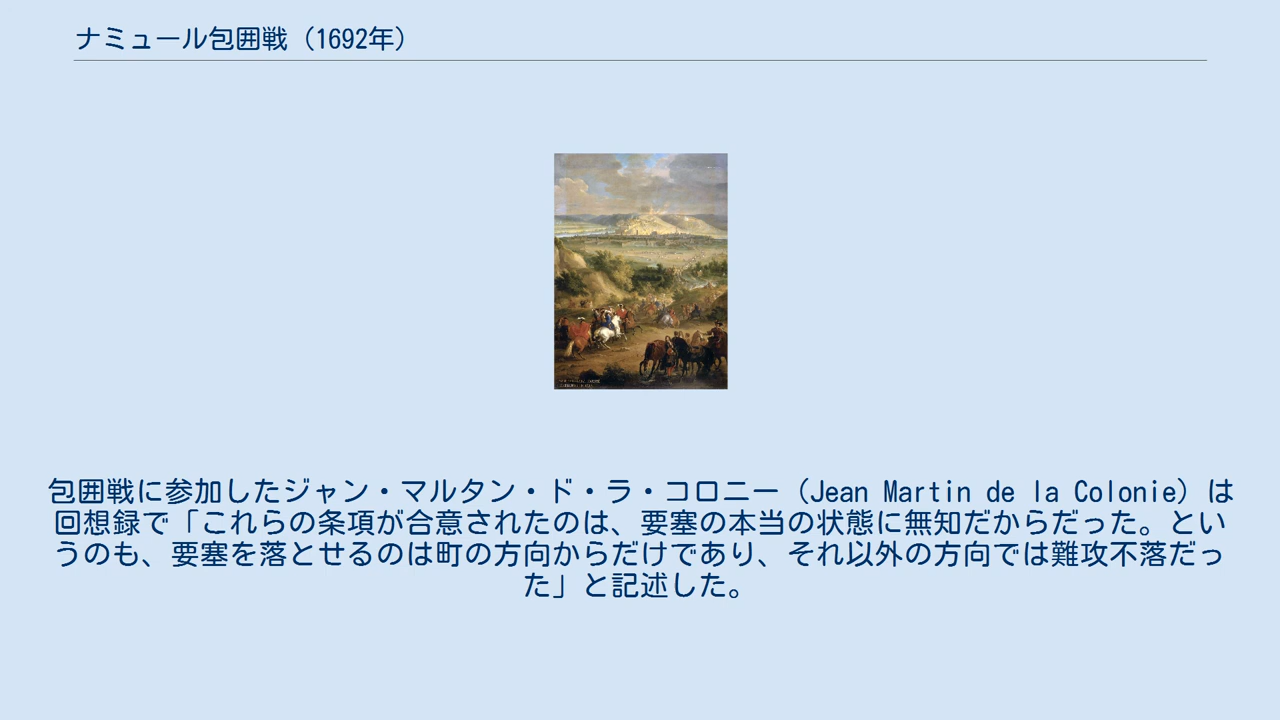 ナミュール包囲戦（1692年）
包囲戦に参加したジャン・マルタン・ド・ラ・コロニー（Jean Martin de la Colonie）は
回想録で「これらの条項が合意されたのは、要塞の本当の状態に無知だからだった。とい
うのも、要塞を落とせるのは町の方向からだけであり、それ以外の方向では難攻不落だっ
た」と記述した。